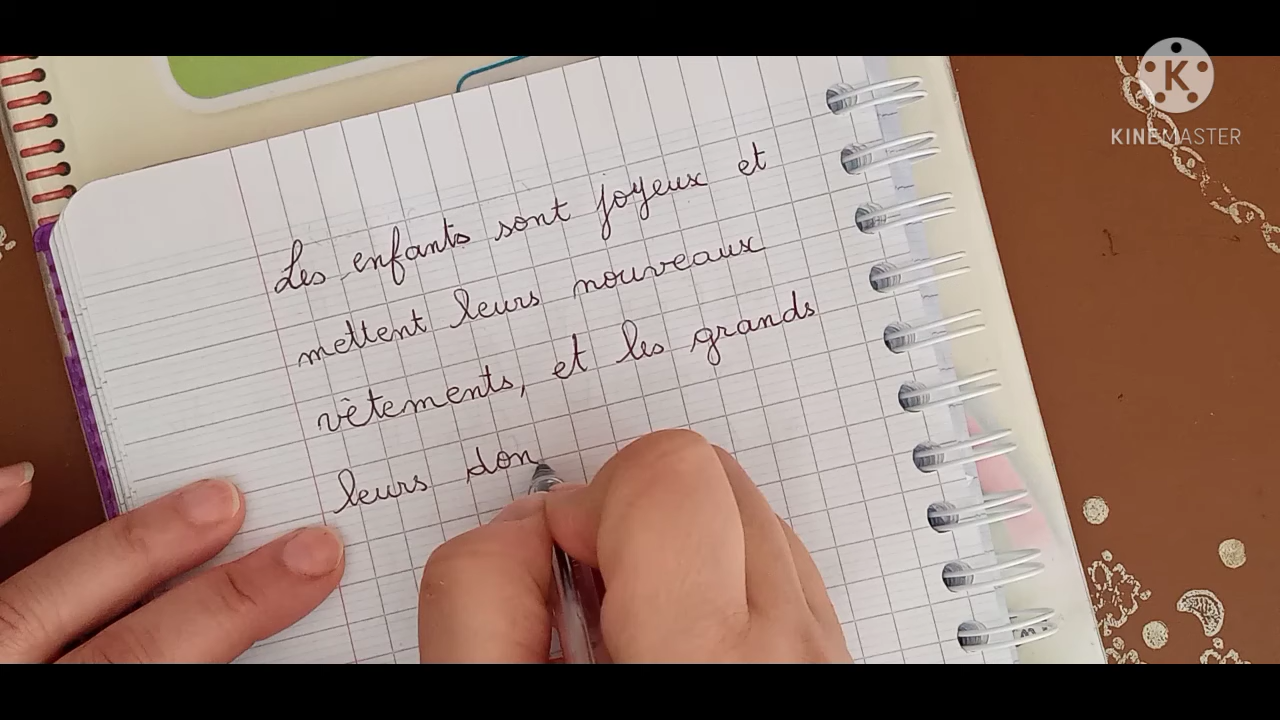 KINEMASTER
Les enfants sont joyeux et
mettent leurs nouveaux
vêtements, et les grands
leurs don